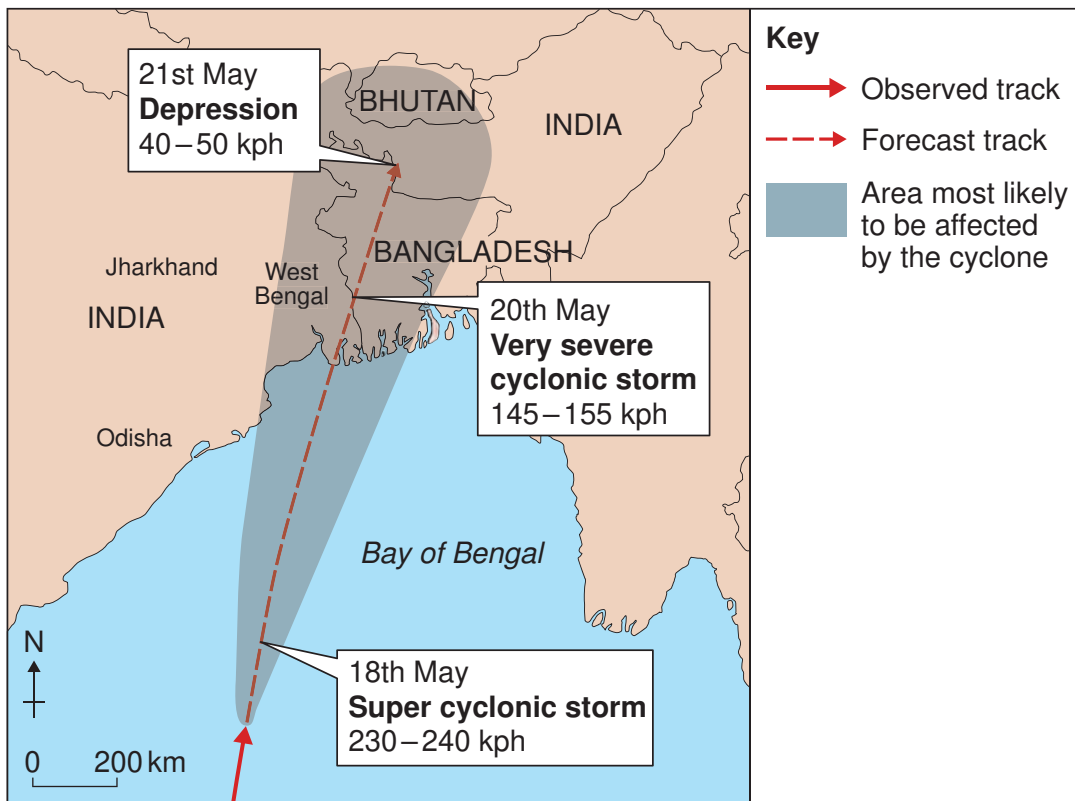 21st May
Depression
40–50 kph
BHUTAN
INDIA
Jharkhand
West
Bengal
BANGLADESH
INDIA
20th May
Very severe
cyclonic storm
145–155 kph
Odisha
Bay of Bengal
N
18th May
Super cyclonic storm
230–240 kph
0 200 km
Key
Observed track
Forecast track
Area most likely
to be affected
by the cyclone